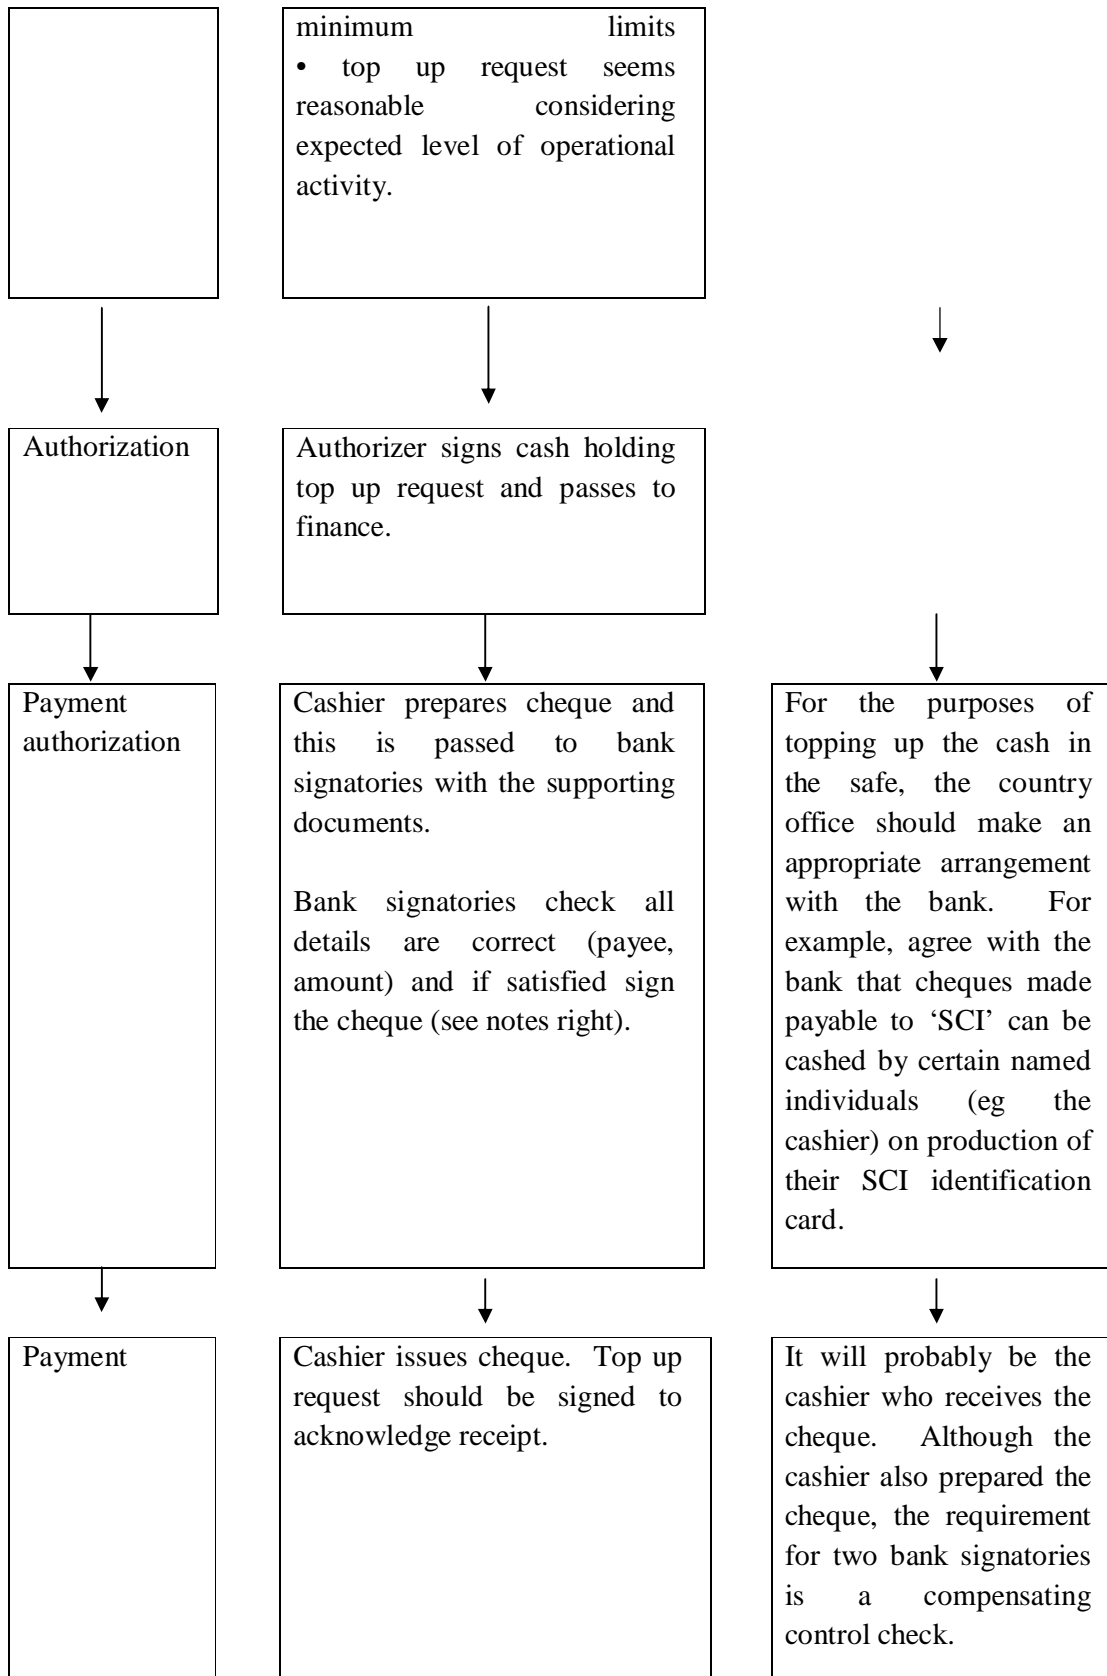 minimum limits
• top up request seems
reasonable considering
expected level of operational
activity.
Authorization
Authorizer signs cash holding
top up request and passes to
finance.
Payment
authorization
Cashier prepares cheque and
this is passed to bank
signatories with the supporting
documents.
Bank signatories check all
details are correct (payee,
amount) and if satisfied sign
the cheque (see notes right).
For the purposes of
topping up the cash in
the safe, the country
office should make an
appropriate arrangement
with the bank. For
example, agree with the
bank that cheques made
payable to ‘SCI’ can be
cashed by certain named
individuals (eg the
cashier) on production of
their SCI identification
card.
Payment
Cashier issues cheque. Top up
request should be signed to
acknowledge receipt.
It will probably be the
cashier who receives the
cheque. Although the
cashier also prepared the
cheque, the requirement
for two bank signatories
is a compensating
control check.